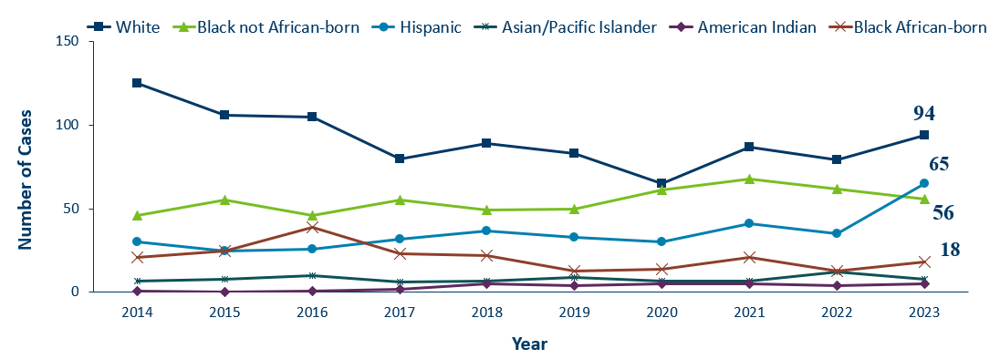 White Black not African-born Hispanic Asian/Pacific Islander American Indian Black African-born
150
100
50
0
Number of Cases
94
65
56
18
2014 2015 2016 2017 2018 2019 2020 2021 2022 2023
Year